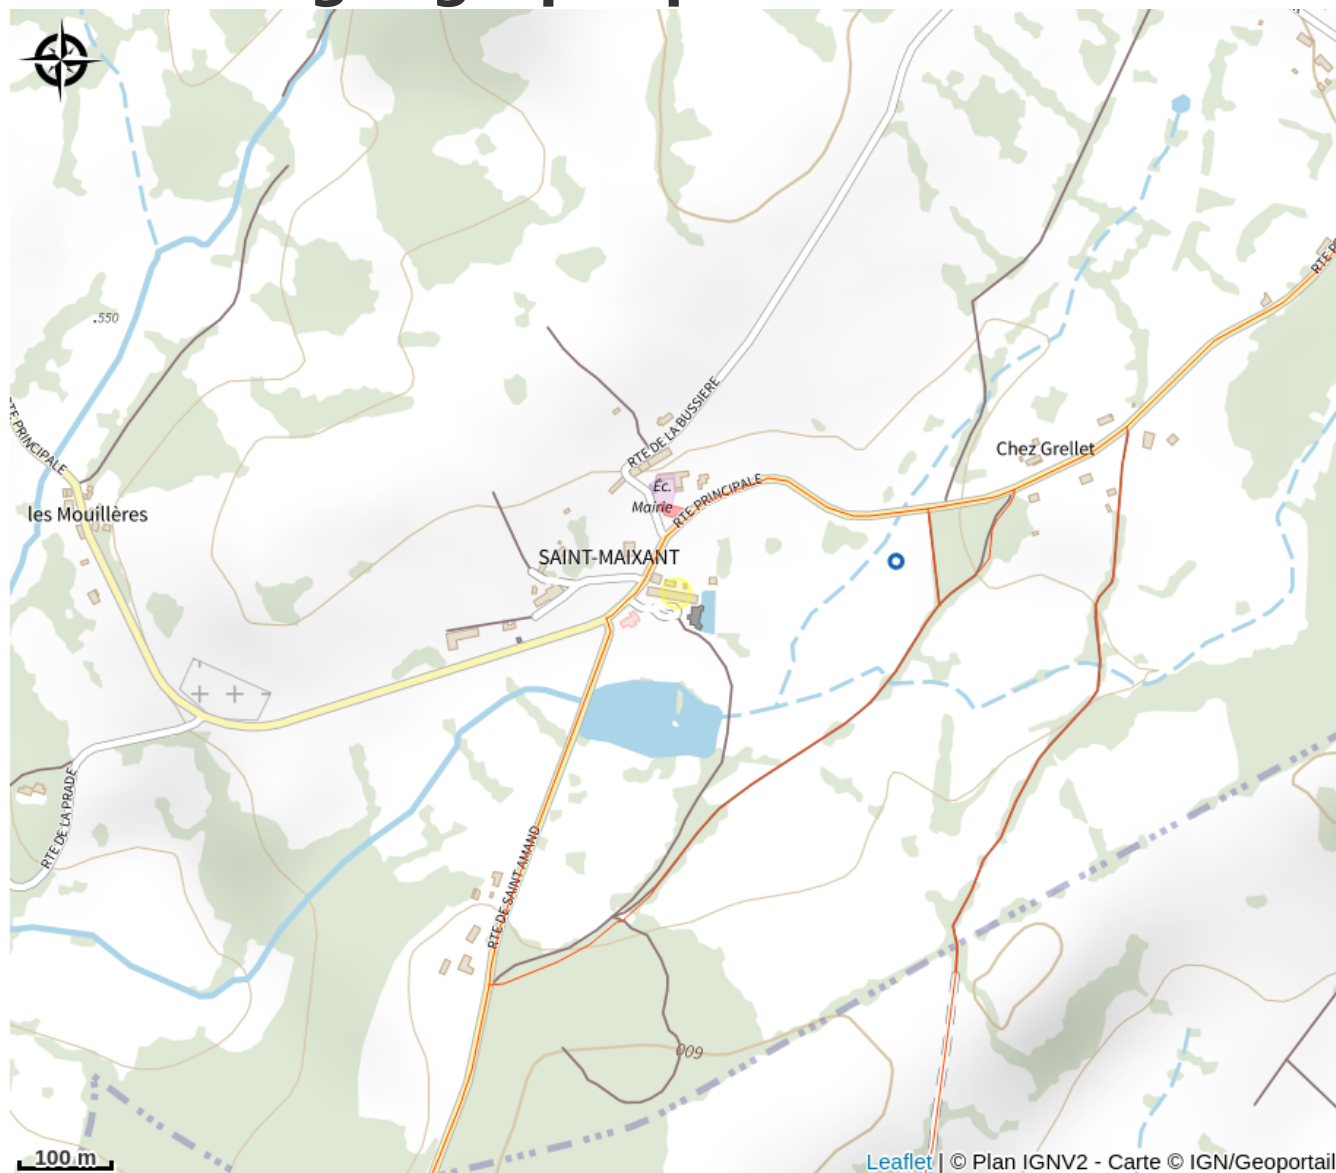 .550
RTE DE LA BUSSIERE
RTE PRINCIPALE
Chez Grellet
Éc.
Mairie
RTE PRINCIPALE
les Mouillères
SAINT-MAIXANT
RTE DE LA PRADE
RTE DE SAINT-AMAND
600
100 m
Leaflet | © Plan IGNV2 - Carte © IGN/Geoportail